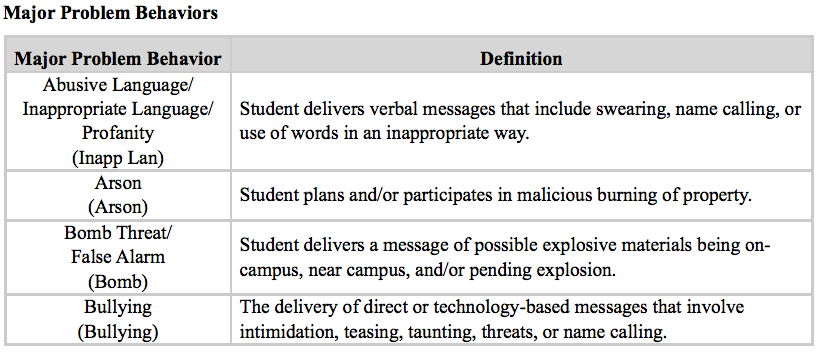 Major Problem Behaviors
Major Problem Behavior
Definition
Abusive Language/
Inappropriate Language/
Profanity
(Inapp Lan)
Student delivers verbal messages that include swearing, name calling, or
use of words in an inappropriate way.
Arson
(Arson)
Student plans and/or participates in malicious burning of property.
Bomb Threat/
False Alarm
(Bomb)
Student delivers a message of possible explosive materials being on-
campus, near campus, and/or pending explosion.
Bullying
(Bullying)
The delivery of direct or technology-based messages that involve
intimidation, teasing, taunting, threats, or name calling.